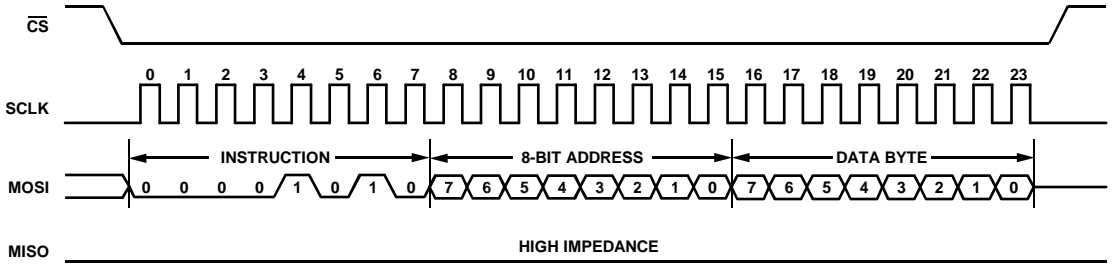 CS
0 1 2 3 4 5 6 7 8 9 10 11 12 13 14 15 16 17 18 19 20 21 22 23
SCLK
INSTRUCTION 8-BIT ADDRESS DATA BYTE
MOSI 0 0 0 0 1 0 1 0 7 6 5 4 3 2 1 0 7 6 5 4 3 2 1 0
MISO HIGH IMPEDANCE